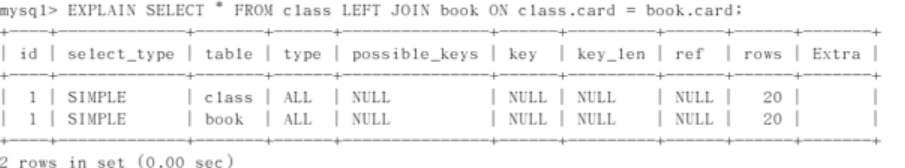 mysql> EXPLAIN SELECT * FROM class LEFT JOIN book ON class.card = book.card;
+----+-------------+-------+------+---------------+------+---------+------+------+-------+
| id | select_type | table | type | possible_keys | key | key_len | ref | rows | Extra |
+----+-------------+-------+------+---------------+------+---------+------+------+-------+
| 1 | SIMPLE | class | ALL | NULL | NULL | NULL | NULL | 20 | |
| 1 | SIMPLE | book | ALL | NULL | NULL | NULL | NULL | 20 | |
+----+-------------+-------+------+---------------+------+---------+------+------+-------+
2 rows in set (0.00 sec)